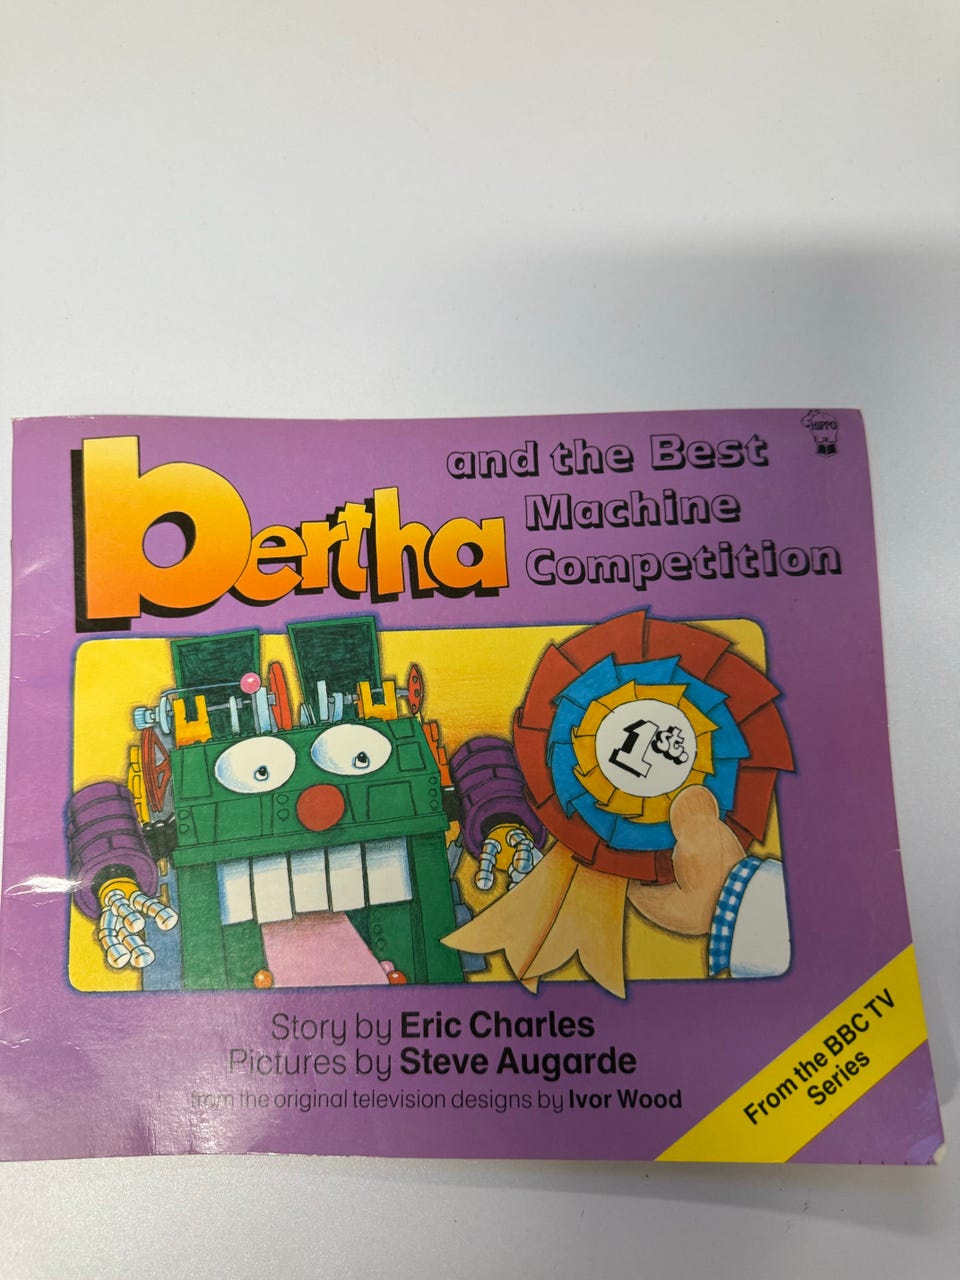 bertha
and the Best
Machine
Competition
HIPPO
1st
Story by Eric Charles
Pictures by Steve Augarde
from the original television designs by Ivor Wood
From the BBC TV
Series